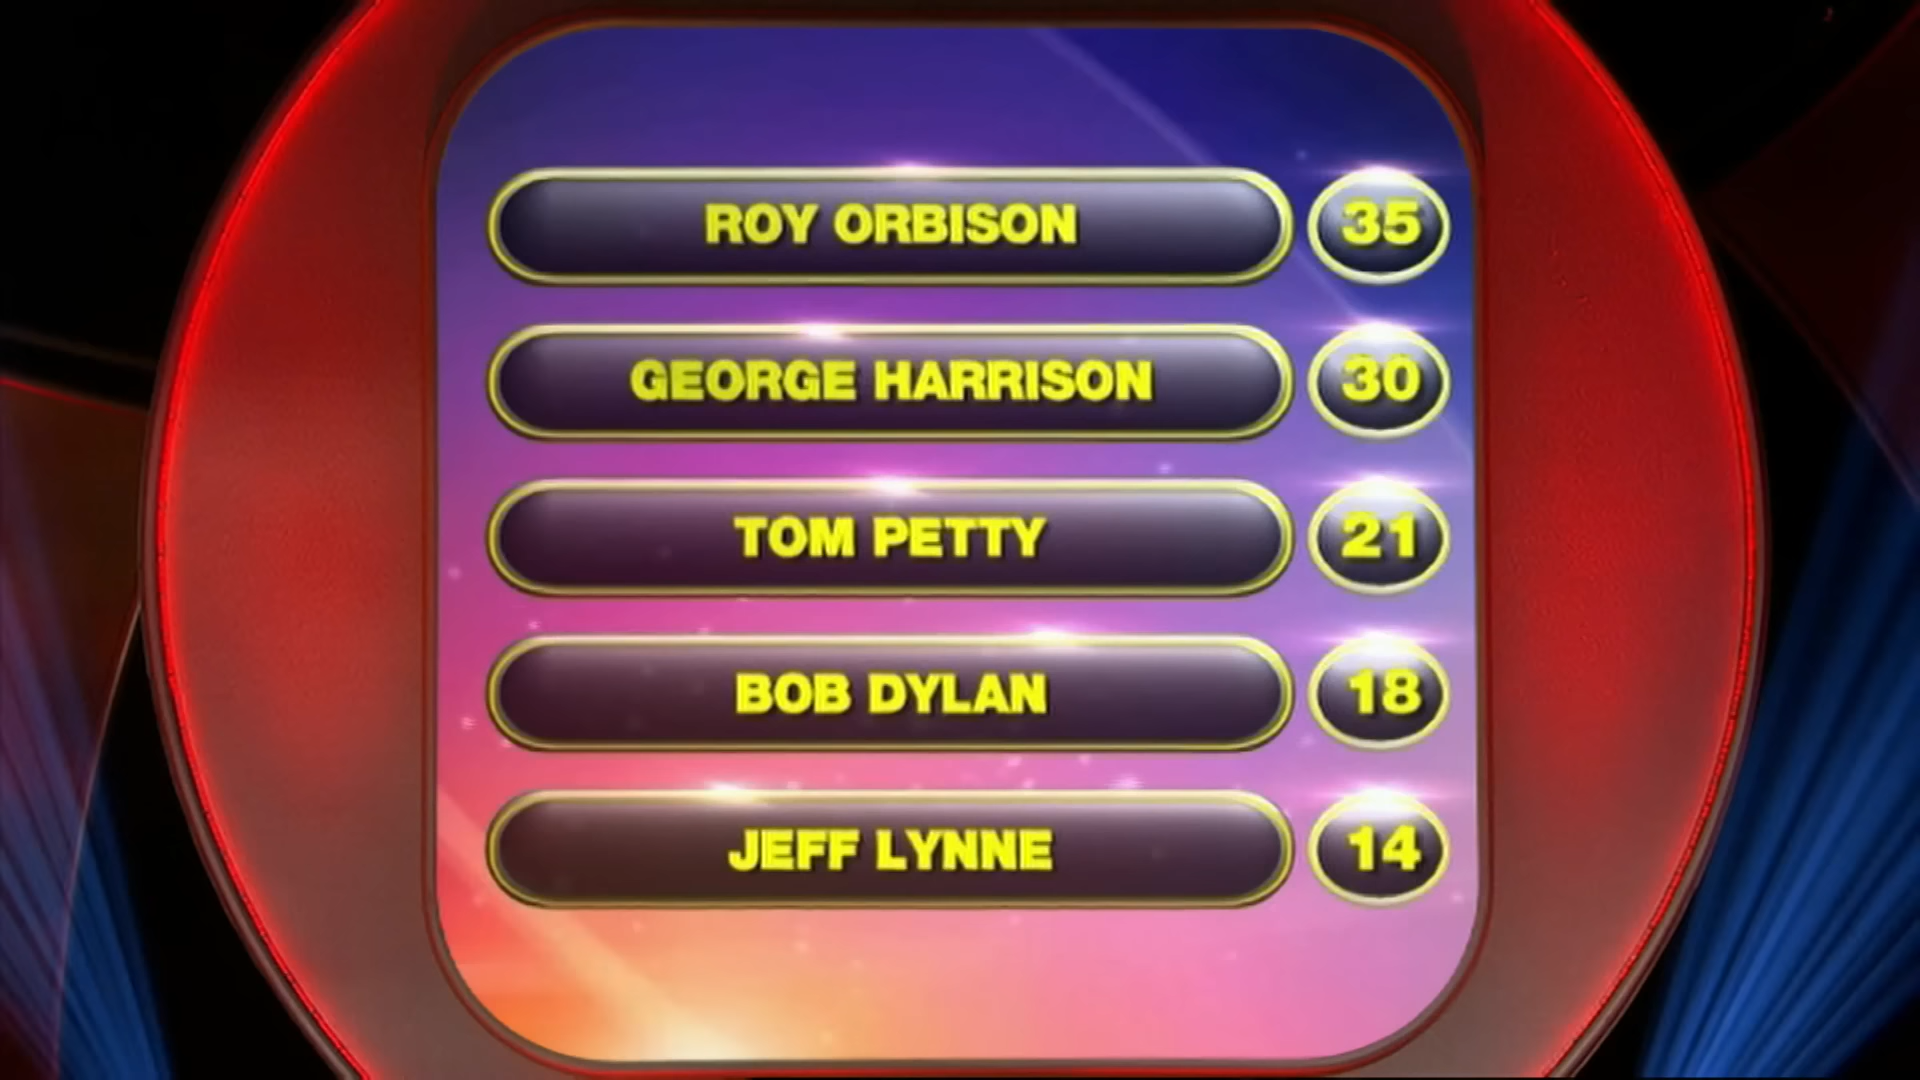 ROY ORBISON 35
GEORGE HARRISON 30
TOM PETTY 21
BOB DYLAN 18
JEFF LYNNE 14